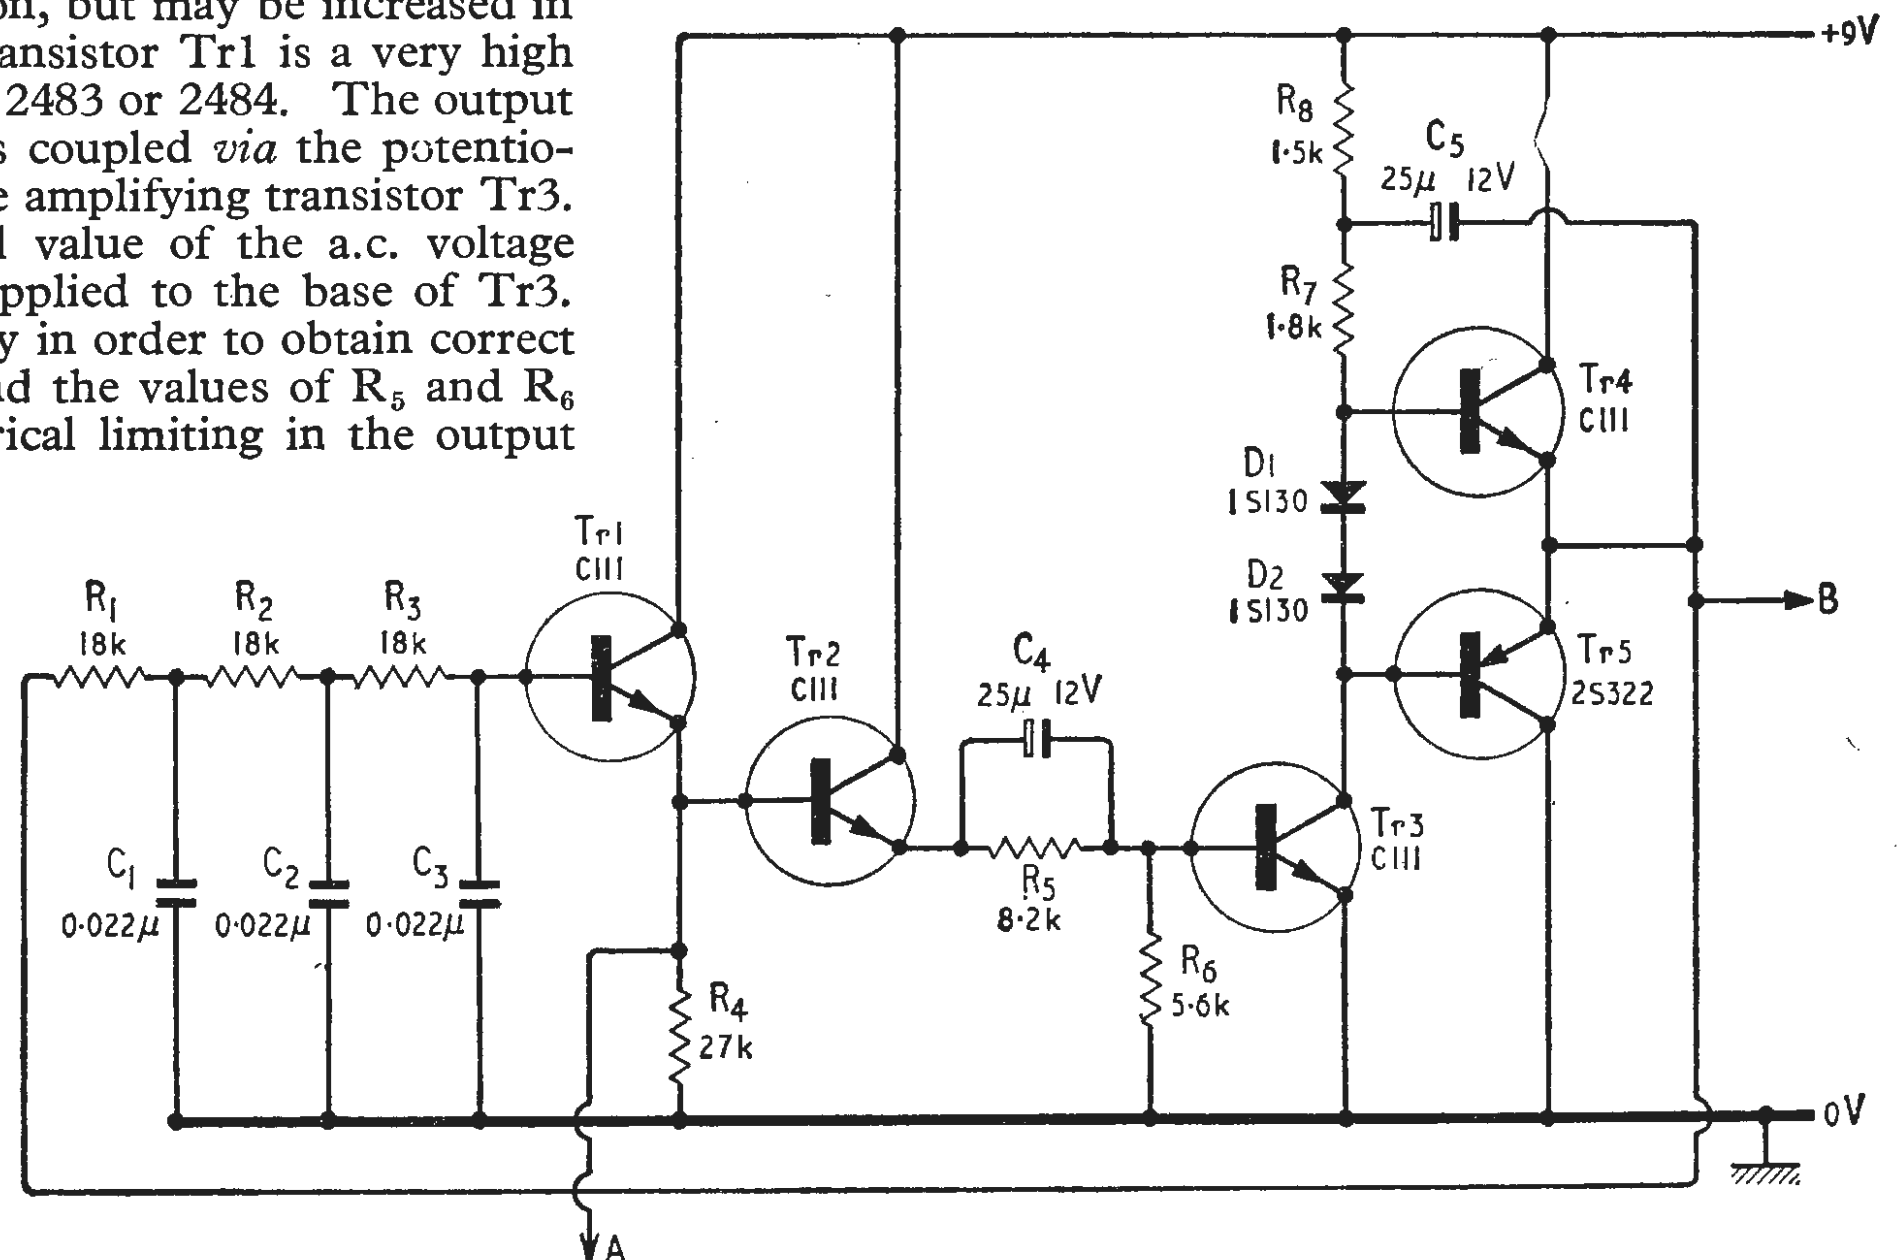 on, but may be increased in
ansistor Tr1 is a very high
2483 or 2484. The output
s coupled via the potentio-
e amplifying transistor Tr3.
l value of the a.c. voltage
pplied to the base of Tr3.
y in order to obtain correct
nd the values of R5 and R6
rical limiting in the output
+9V
R8
1·5k
C5
25μ 12V
R7
1·8k
Tr4
C111
D1
1S130
D2
1S130
B
Tr5
2S322
Tr1
C111
R1
18k
R2
18k
R3
18k
Tr2
C111
C4
25μ 12V
R5
8·2k
Tr3
C111
C1
0·022μ
C2
0·022μ
C3
0·022μ
R6
5·6k
R4
27k
0V
A